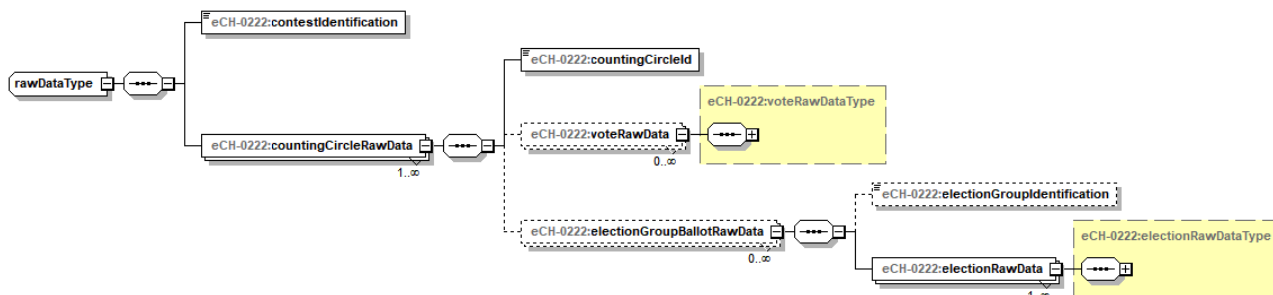 eCH-0222:contestIdentification
rawDataType
eCH-0222:countingCircleRawData
1..∞
eCH-0222:countingCircleId
eCH-0222:voteRawDataType
eCH-0222:voteRawData
0..∞
eCH-0222:electionGroupBallotRawData
0..∞
eCH-0222:electionGroupIdentification
eCH-0222:electionRawDataType
eCH-0222:electionRawData
1..∞